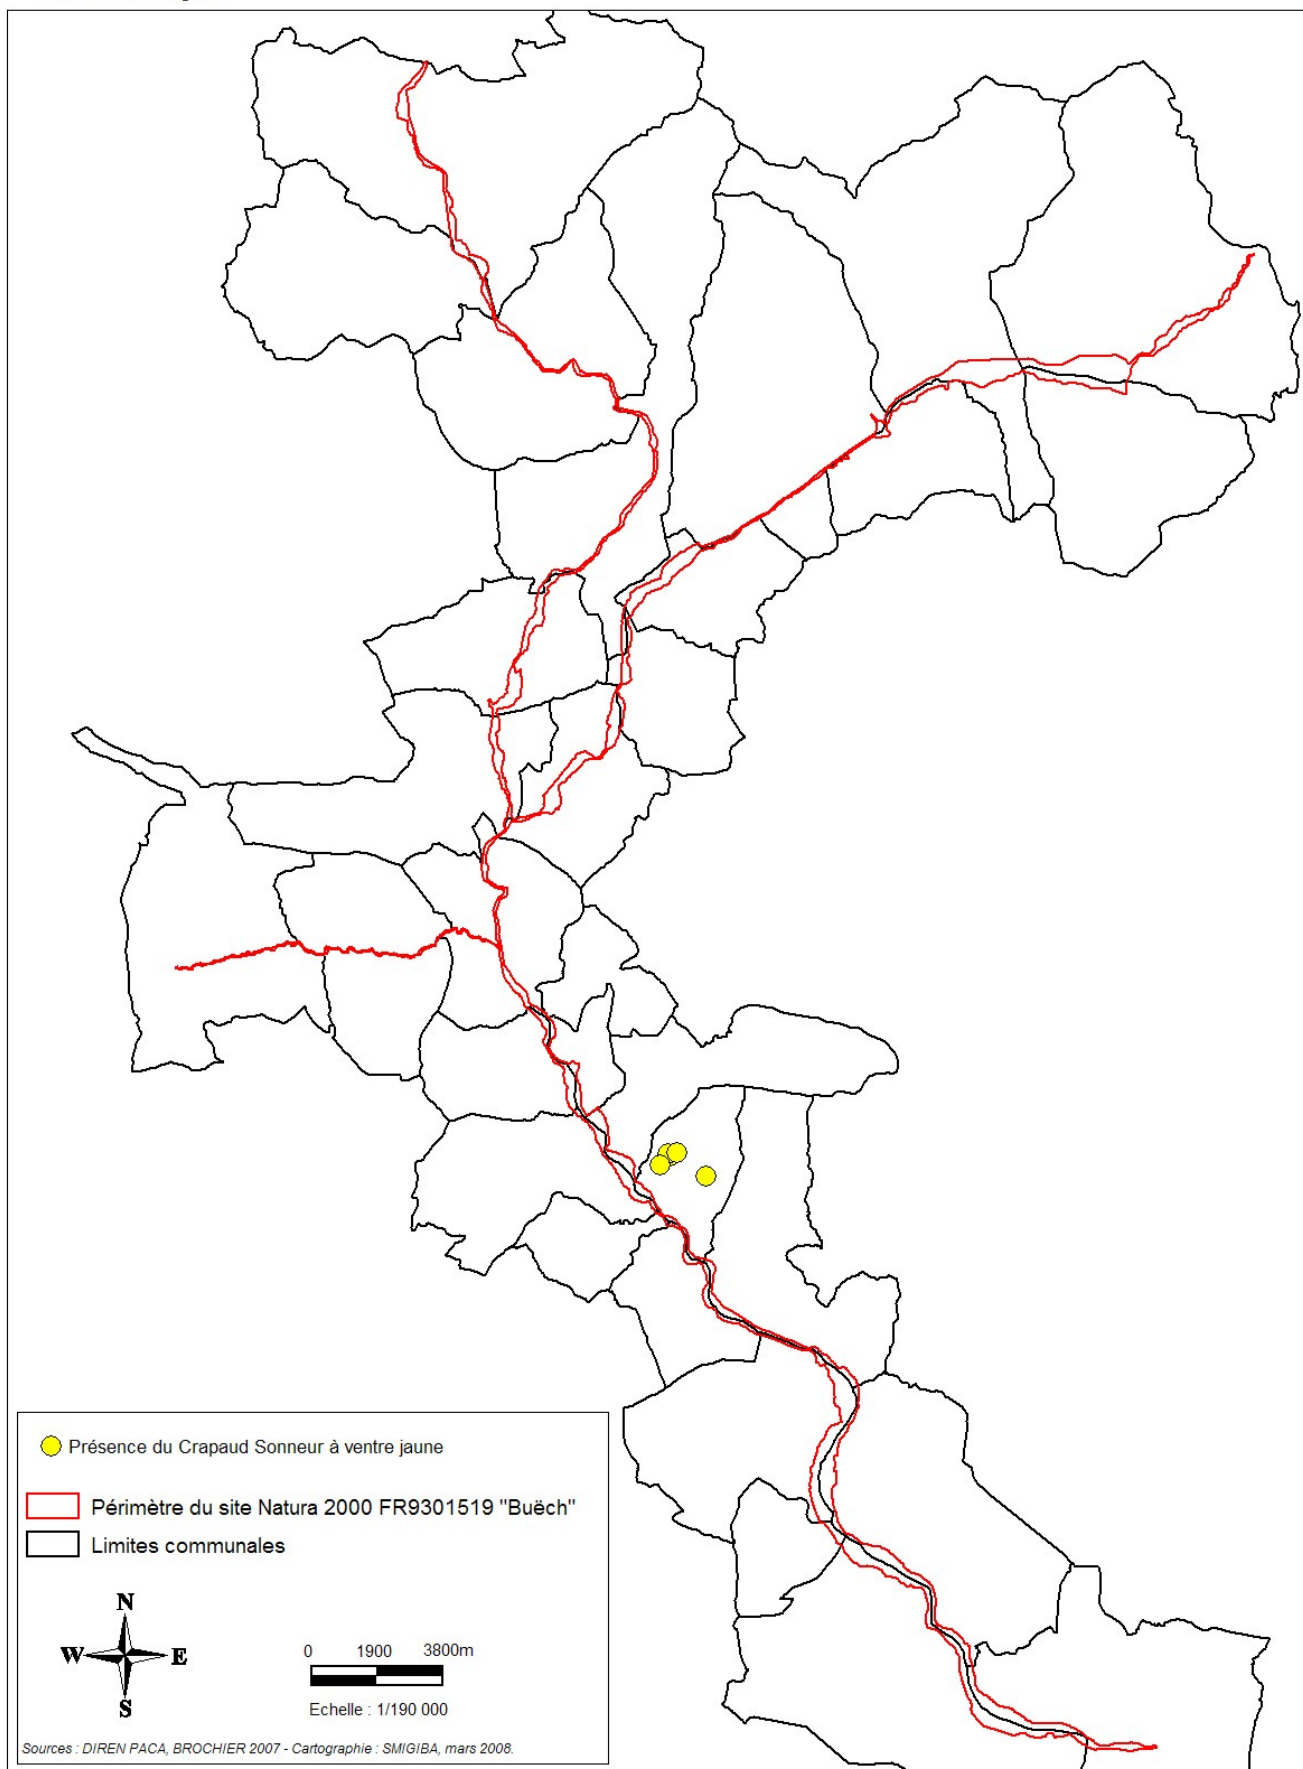 Présence du Crapaud Sonneur à ventre jaune
Périmètre du site Natura 2000 FR9301519 "Buëch"
Limites communales
N
W E
S
0 1900 3800m
Echelle : 1/190 000
Sources : DIREN PACA, BROCHIER 2007 - Cartographie : SMIGIBA, mars 2008.